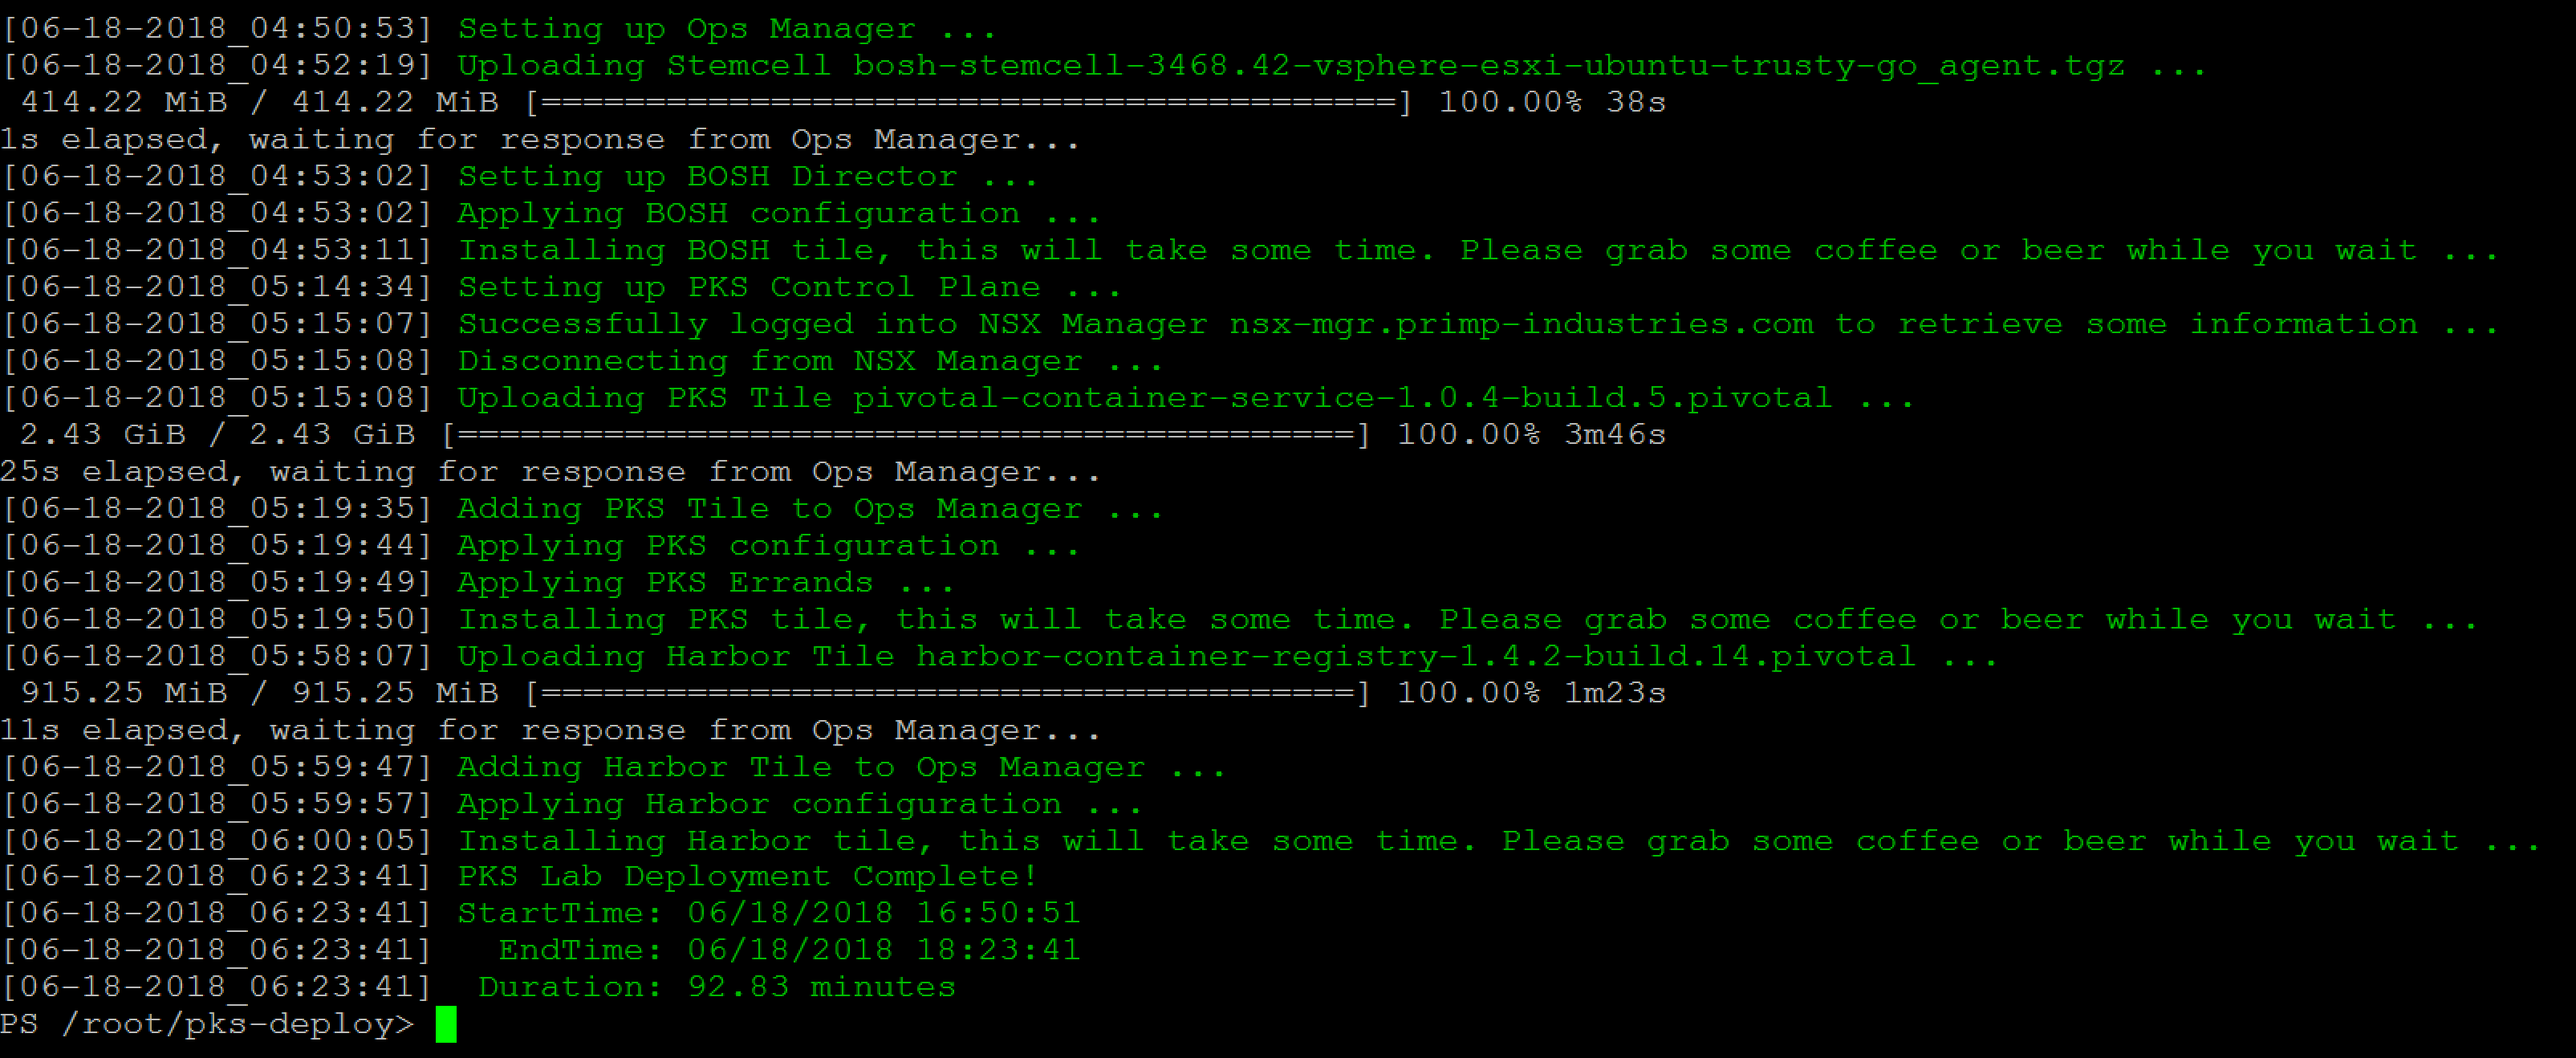 [06-18-2018_04:50:53] Setting up Ops Manager ...
[06-18-2018_04:52:19] Uploading Stemcell bosh-stemcell-3468.42-vsphere-esxi-ubuntu-trusty-go_agent.tgz ...
 414.22 MiB / 414.22 MiB [=========================================] 100.00% 38s
1s elapsed, waiting for response from Ops Manager...
[06-18-2018_04:53:02] Setting up BOSH Director ...
[06-18-2018_04:53:02] Applying BOSH configuration ...
[06-18-2018_04:53:11] Installing BOSH tile, this will take some time. Please grab some coffee or beer while you wait ...
[06-18-2018_05:14:34] Setting up PKS Control Plane ...
[06-18-2018_05:15:07] Successfully logged into NSX Manager nsx-mgr.primp-industries.com to retrieve some information ...
[06-18-2018_05:15:08] Disconnecting from NSX Manager ...
[06-18-2018_05:15:08] Uploading PKS Tile pivotal-container-service-1.0.4-build.5.pivotal ...
 2.43 GiB / 2.43 GiB [===========================================] 100.00% 3m46s
25s elapsed, waiting for response from Ops Manager...
[06-18-2018_05:19:35] Adding PKS Tile to Ops Manager ...
[06-18-2018_05:19:44] Applying PKS configuration ...
[06-18-2018_05:19:49] Applying PKS Errands ...
[06-18-2018_05:19:50] Installing PKS tile, this will take some time. Please grab some coffee or beer while you wait ...
[06-18-2018_05:58:07] Uploading Harbor Tile harbor-container-registry-1.4.2-build.14.pivotal ...
 915.25 MiB / 915.25 MiB [=======================================] 100.00% 1m23s
11s elapsed, waiting for response from Ops Manager...
[06-18-2018_05:59:47] Adding Harbor Tile to Ops Manager ...
[06-18-2018_05:59:57] Applying Harbor configuration ...
[06-18-2018_06:00:05] Installing Harbor tile, this will take some time. Please grab some coffee or beer while you wait ...
[06-18-2018_06:23:41] PKS Lab Deployment Complete!
[06-18-2018_06:23:41] StartTime: 06/18/2018 16:50:51
[06-18-2018_06:23:41]   EndTime: 06/18/2018 18:23:41
[06-18-2018_06:23:41]  Duration: 92.83 minutes
PS /root/pks-deploy>